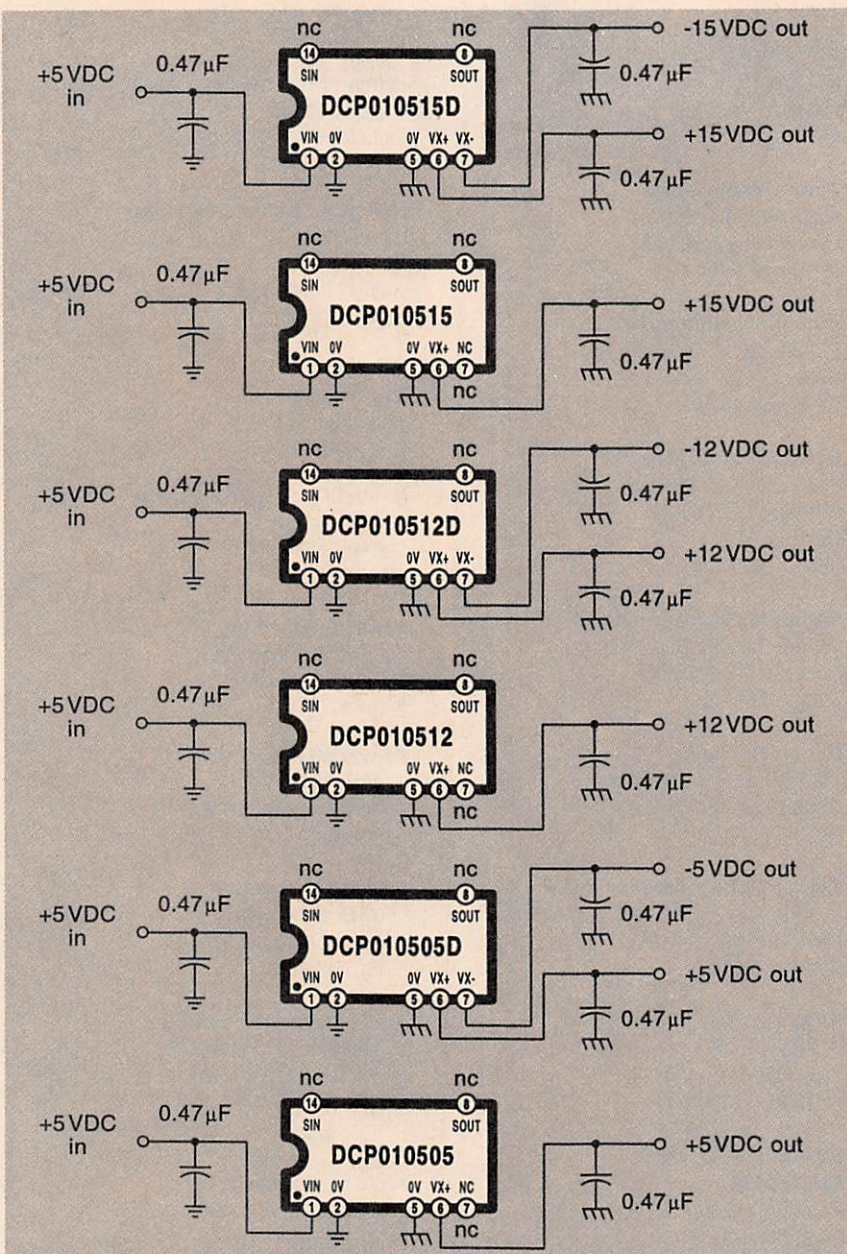 nc nc
+5VDC in 0.47µF
14 8
SIN SOUT
DCP010515D
VIN 0V 0V VX+ VX-
1 2 5 6 7
-15VDC out
0.47µF
+15VDC out
0.47µF
nc nc
+5VDC in 0.47µF
14 8
SIN SOUT
DCP010515
VIN 0V 0V VX+ NC
1 2 5 6 7
nc
+15VDC out
0.47µF
nc nc
+5VDC in 0.47µF
14 8
SIN SOUT
DCP010512D
VIN 0V 0V VX+ VX-
1 2 5 6 7
-12VDC out
0.47µF
+12VDC out
0.47µF
nc nc
+5VDC in 0.47µF
14 8
SIN SOUT
DCP010512
VIN 0V 0V VX+ NC
1 2 5 6 7
nc
+12VDC out
0.47µF
nc nc
+5VDC in 0.47µF
14 8
SIN SOUT
DCP010505D
VIN 0V 0V VX+ VX-
1 2 5 6 7
-5VDC out
0.47µF
+5VDC out
0.47µF
nc nc
+5VDC in 0.47µF
14 8
SIN SOUT
DCP010505
VIN 0V 0V VX+ NC
1 2 5 6 7
nc
+5VDC out
0.47µF